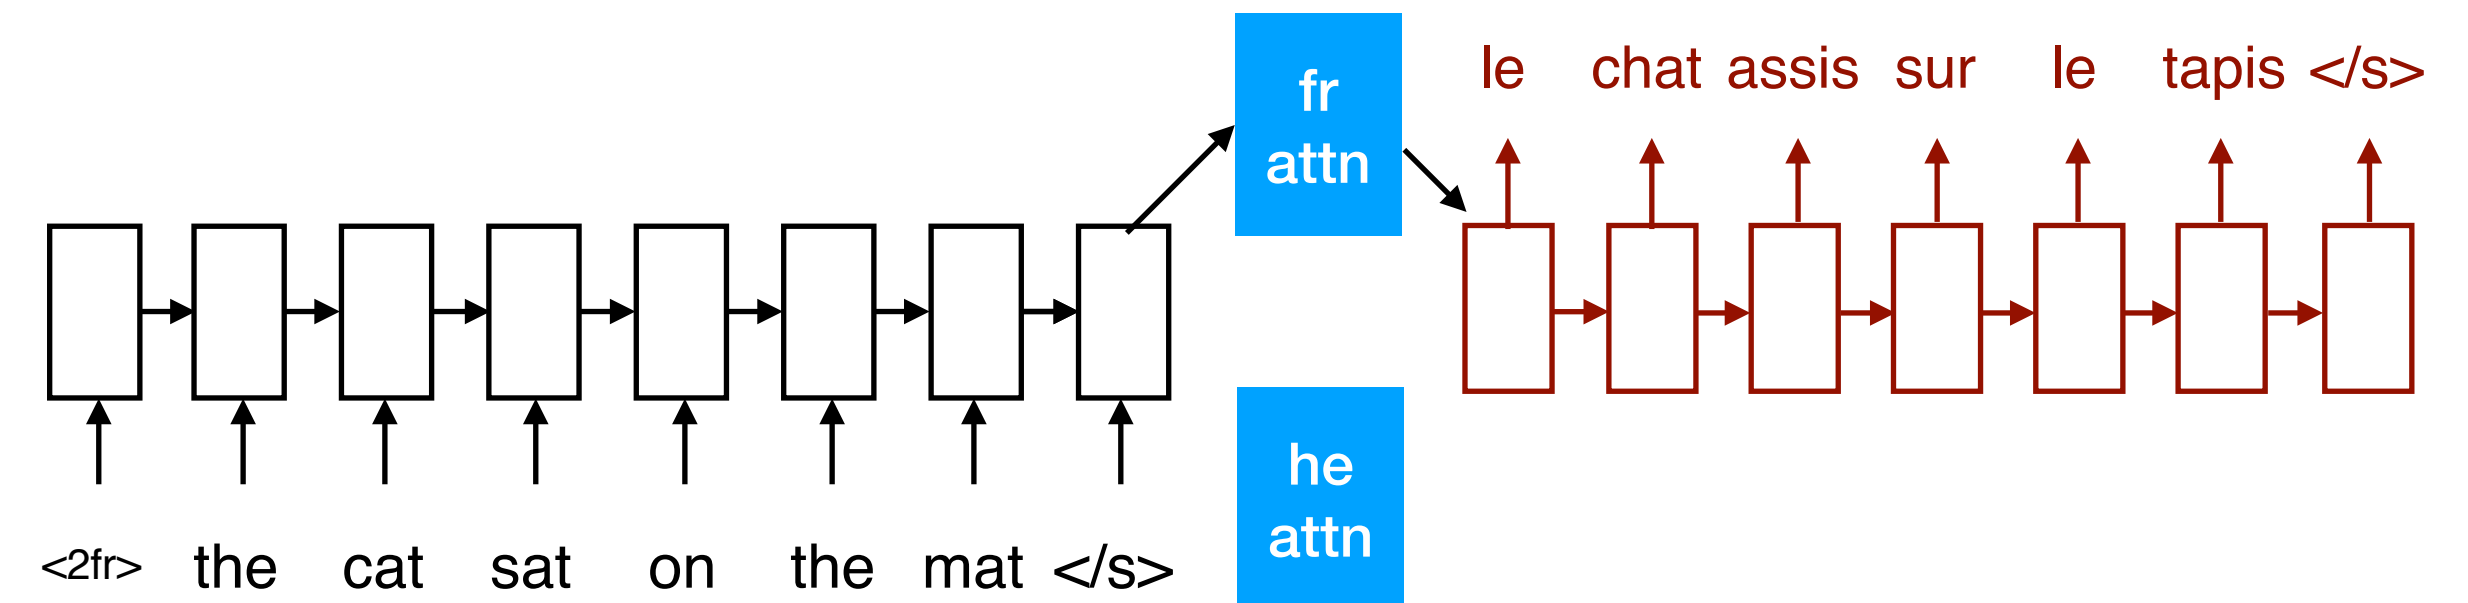 le chat assis sur le tapis </s>
fr
attn
he
attn
<2fr> the cat sat on the mat </s>